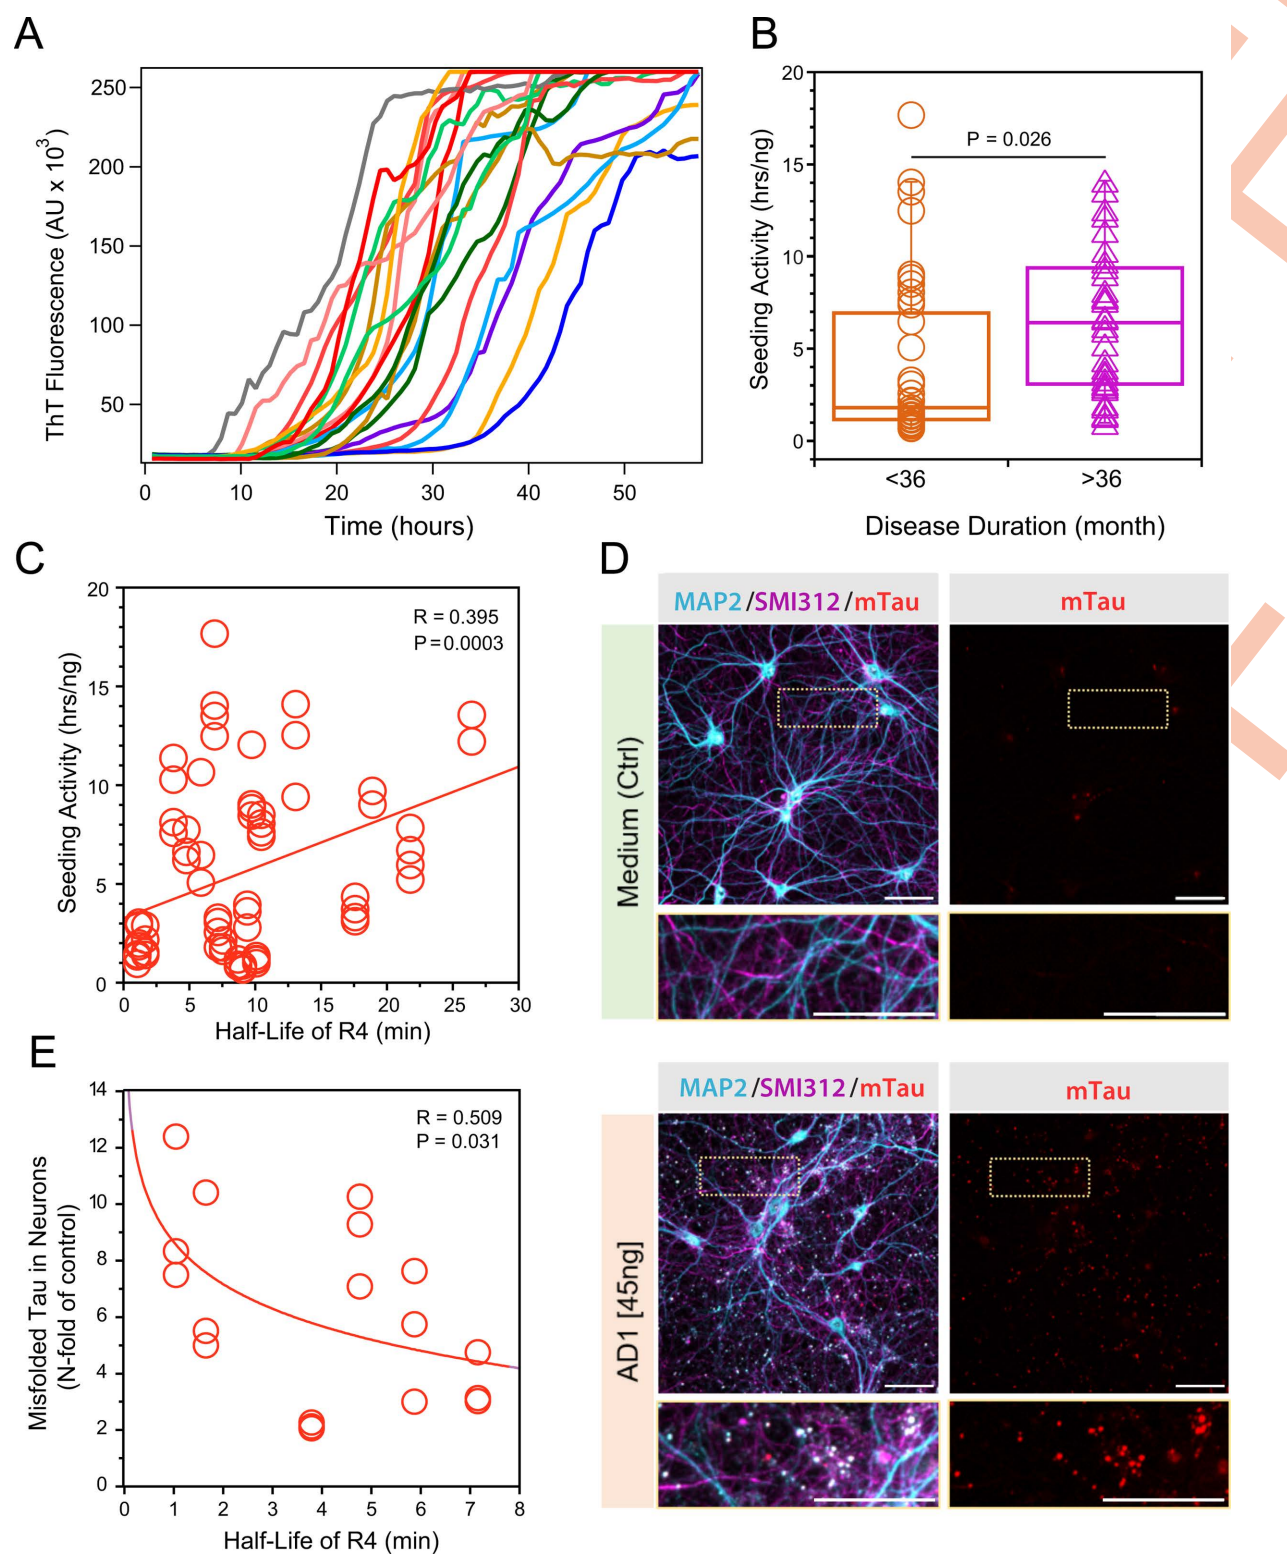 A
ThT Fluorescence (AU x 10³)
250
200
150
100
50
0 10 20 30 40 50
Time (hours)
B
Seeding Activity (hrs/ng)
20
15
10
5
0
P = 0.026
<36 >36
Disease Duration (month)
C
Seeding Activity (hrs/ng)
20
15
10
5
0
R = 0.395
P=0.0003
0 5 10 15 20 25 30
Half-Life of R4 (min)
D
MAP2/SMI312/mTau
mTau
Medium (Ctrl)
MAP2/SMI312/mTau
mTau
AD1 [45ng]
E
Misfolded Tau in Neurons
(N-fold of control)
14
12
10
8
6
4
2
0
R = 0.509
P = 0.031
0 1 2 3 4 5 6 7 8
Half-Life of R4 (min)